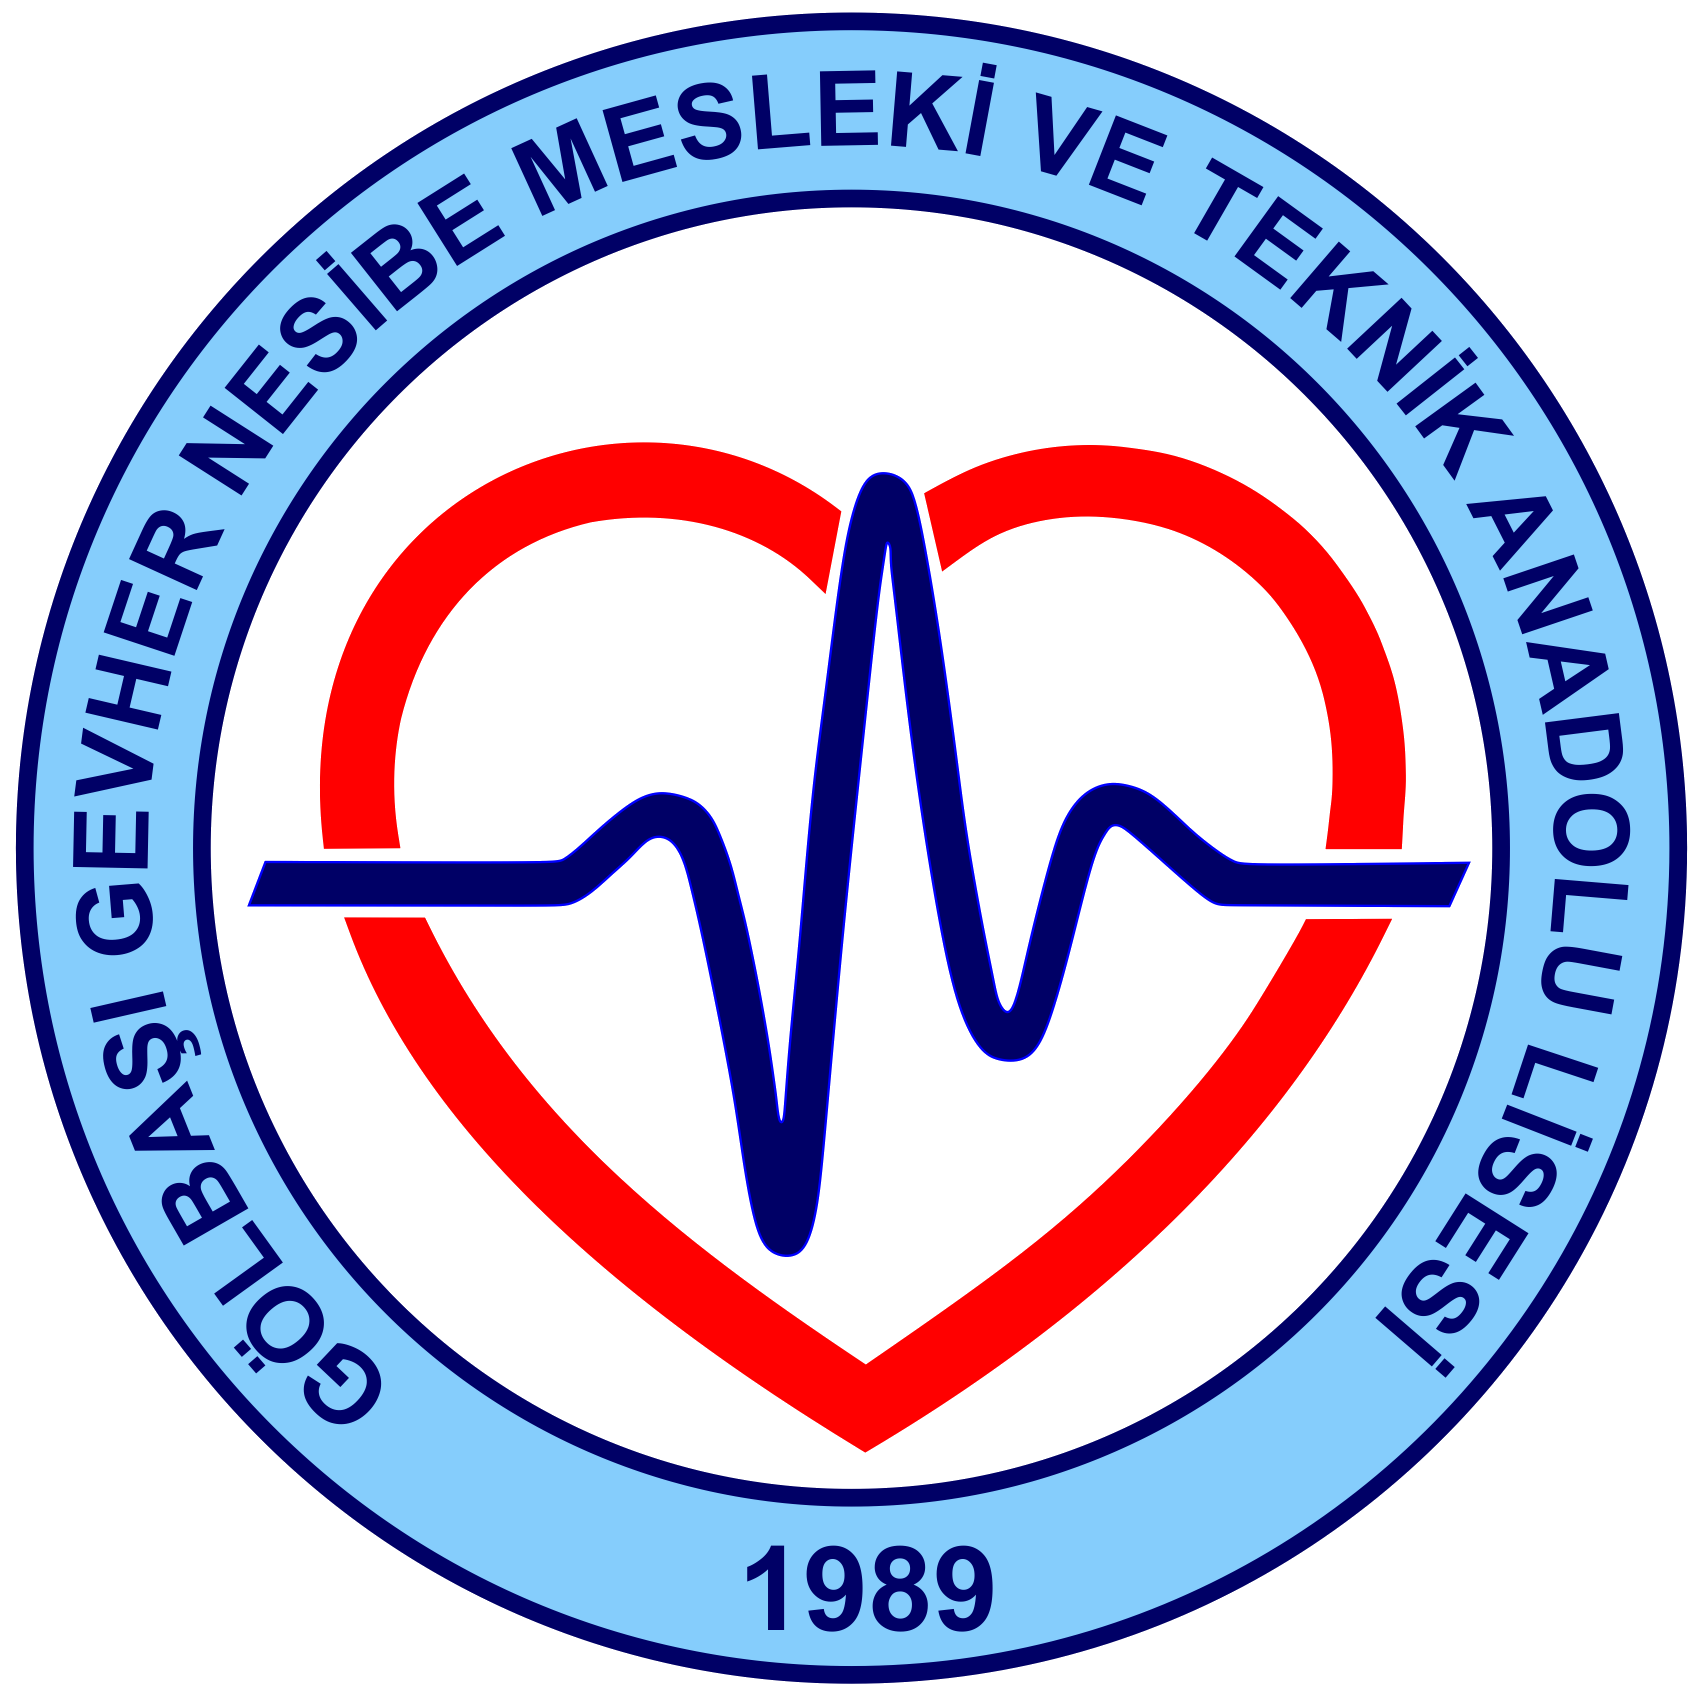 GÖLBAŞI GEVHER NESİBE MESLEKİ VE TEKNİK ANADOLU LİSESİ
1989